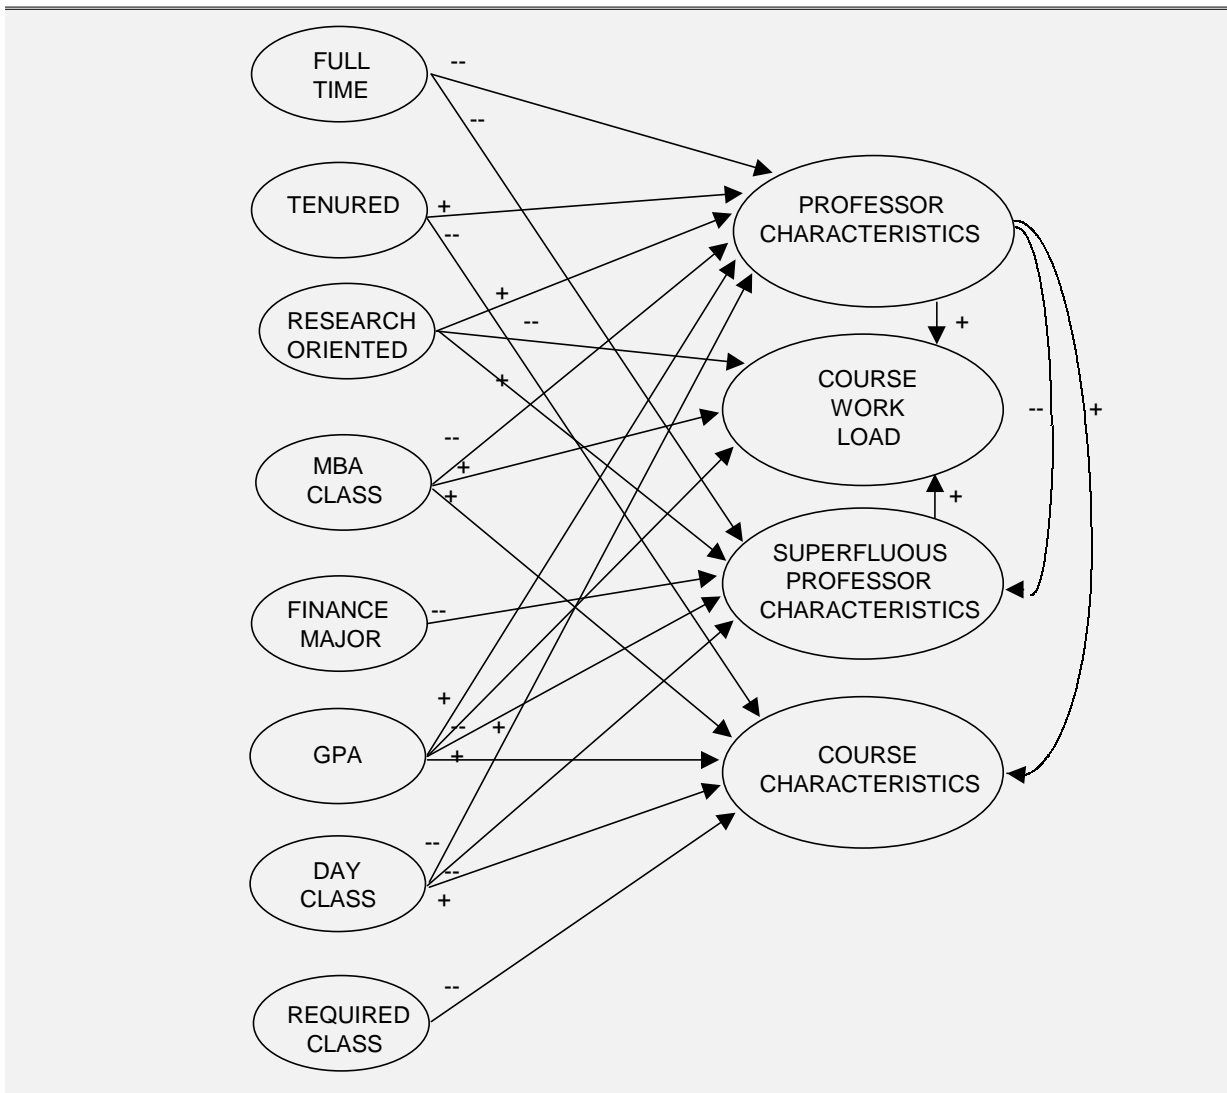 FULL
TIME
--
--
TENURED
+
--
PROFESSOR
CHARACTERISTICS
RESEARCH
ORIENTED
+
--
+
+
COURSE
WORK
LOAD
--
+
MBA
CLASS
--
+
+
+
SUPERFLUOUS
PROFESSOR
CHARACTERISTICS
FINANCE
MAJOR
--
GPA
+
--
+
+
COURSE
CHARACTERISTICS
DAY
CLASS
--
--
+
REQUIRED
CLASS
--